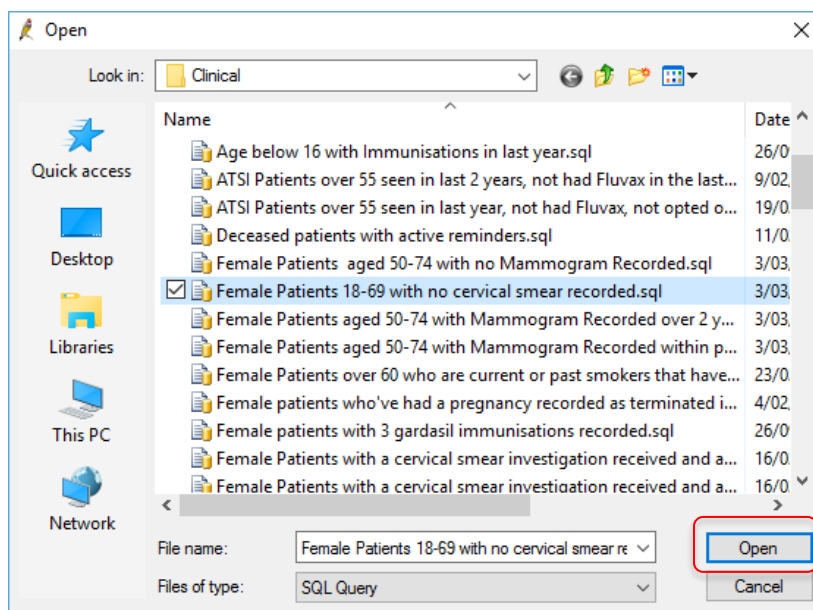 Open
Look in: Clinical
Name Date
Age below 16 with Immunisations in last year.sql 26/0
ATSI Patients over 55 seen in last 2 years, not had Fluvax in the last... 9/02,
ATSI Patients over 55 seen in last year, not had Fluvax, not opted o... 19/0
Deceased patients with active reminders.sql 11/0
Female Patients  aged 50-74 with no Mammogram Recorded.sql 3/03,
Female Patients 18-69 with no cervical smear recorded.sql 3/03,
Female Patients aged 50-74 with Mammogram Recorded over 2 y... 3/03,
Female Patients aged 50-74 with Mammogram Recorded within p... 3/03,
Female Patients over 60 who are current or past smokers that have... 23/0
Female patients who've had a pregnancy recorded as terminated i... 4/02,
Female patients with 3 gardasil immunisations recorded.sql 26/0
Female Patients with a cervical smear investigation received and a... 16/0
Female Patients with a cervical smear investigation received and a... 16/0
Quick access
Desktop
Libraries
This PC
Network
File name: Female Patients 18-69 with no cervical smear re Open
Files of type: SQL Query Cancel